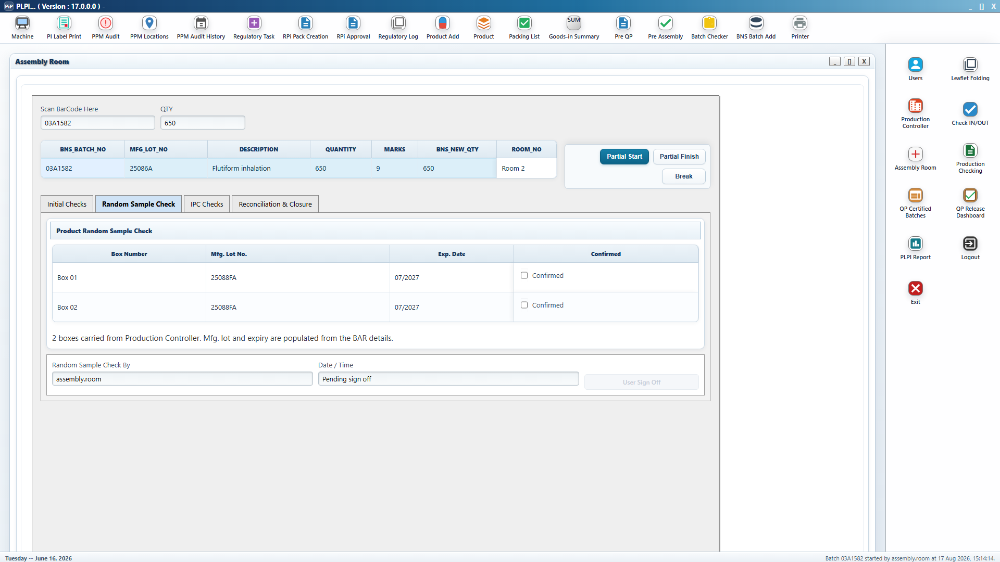 PiP PLPI... ( Version : 17.0.0.0 ) -
_ [] X
Machine
PI Label Print
PPM Audit
PPM Locations
PPM Audit History
Regulatory Task
RPi Pack Creation
RPi Approval
Regulatory Log
Product Add
Product
Packing List
SUM
Goods-in Summary
Pre QP
Pre Assembly
Batch Checker
BNS Batch Add
Printer
Assembly Room
_ [] X
Scan BarCode Here QTY
03A1582 650
BNS_BATCH_NO MFG_LOT_NO DESCRIPTION QUANTITY MARKS BNS_NEW_QTY ROOM_NO
03A1582 25086A Flutiform inhalation 650 9 650 Room 2
Partial Start Partial Finish
Break
Initial Checks Random Sample Check IPC Checks Reconciliation & Closure
Product Random Sample Check
Box Number Mfg. Lot No. Exp. Date Confirmed
Box 01 25088FA 07/2027 Confirmed
Box 02 25088FA 07/2027 Confirmed
2 boxes carried from Production Controller. Mfg. lot and expiry are populated from the BAR details.
Random Sample Check By Date / Time
assembly.room Pending sign off User Sign Off
Users
Leaflet Folding
Production
Controller
Check IN/OUT
Assembly Room
Production
Checking
QP Certified
Batches
QP Release
Dashboard
PLPI Report
Logout
Exit
Tuesday -- June 16, 2026
Batch 03A1582 started by assembly.room at 17 Aug 2026, 15:14:14.